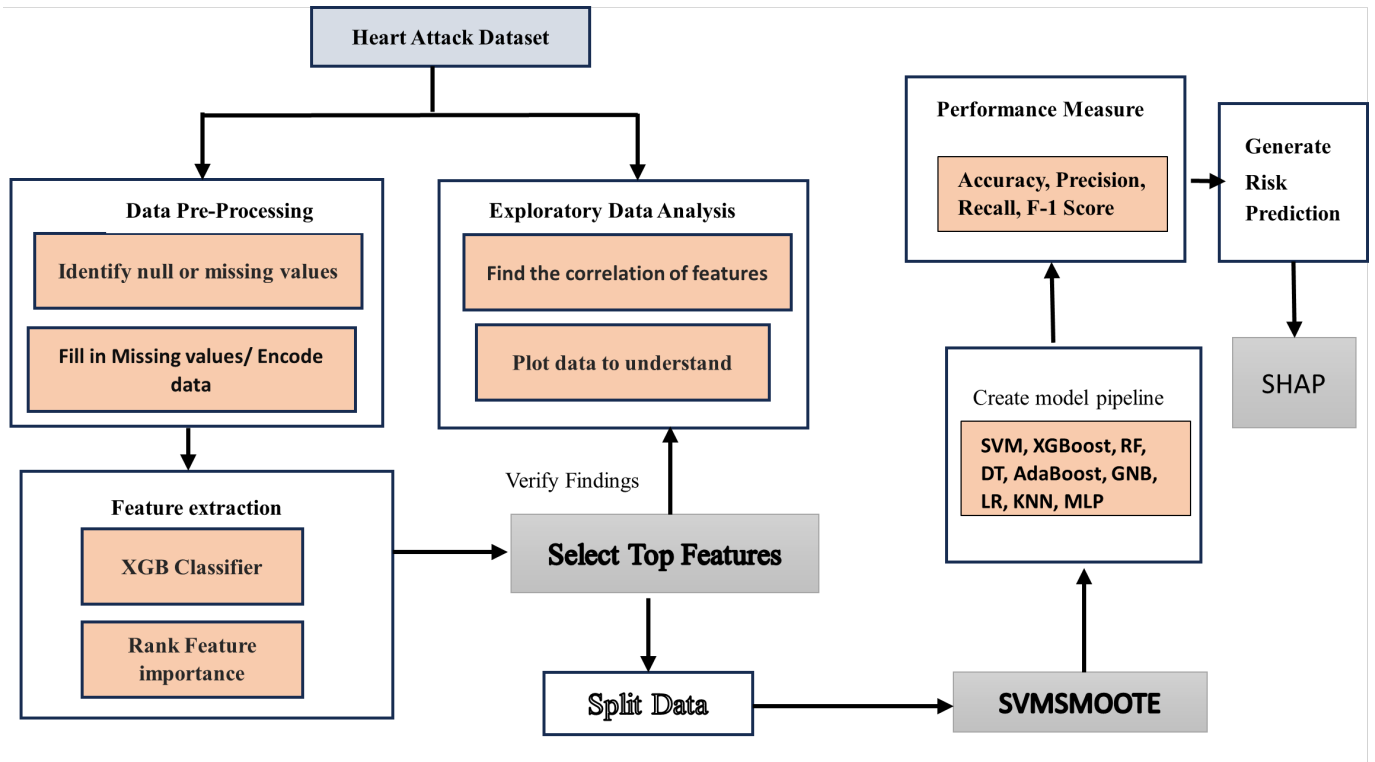 Heart Attack Dataset
Data Pre-Processing
Identify null or missing values
Fill in Missing values/ Encode
data
Exploratory Data Analysis
Find the correlation of features
Plot data to understand
Feature extraction
XGB Classifier
Rank Feature
importance
Verify Findings
Select Top Features
Split Data
SVMSMOOTE
Create model pipeline
SVM, XGBoost, RF,
DT, AdaBoost, GNB,
LR, KNN, MLP
Performance Measure
Accuracy, Precision,
Recall, F-1 Score
Generate
Risk
Prediction
SHAP